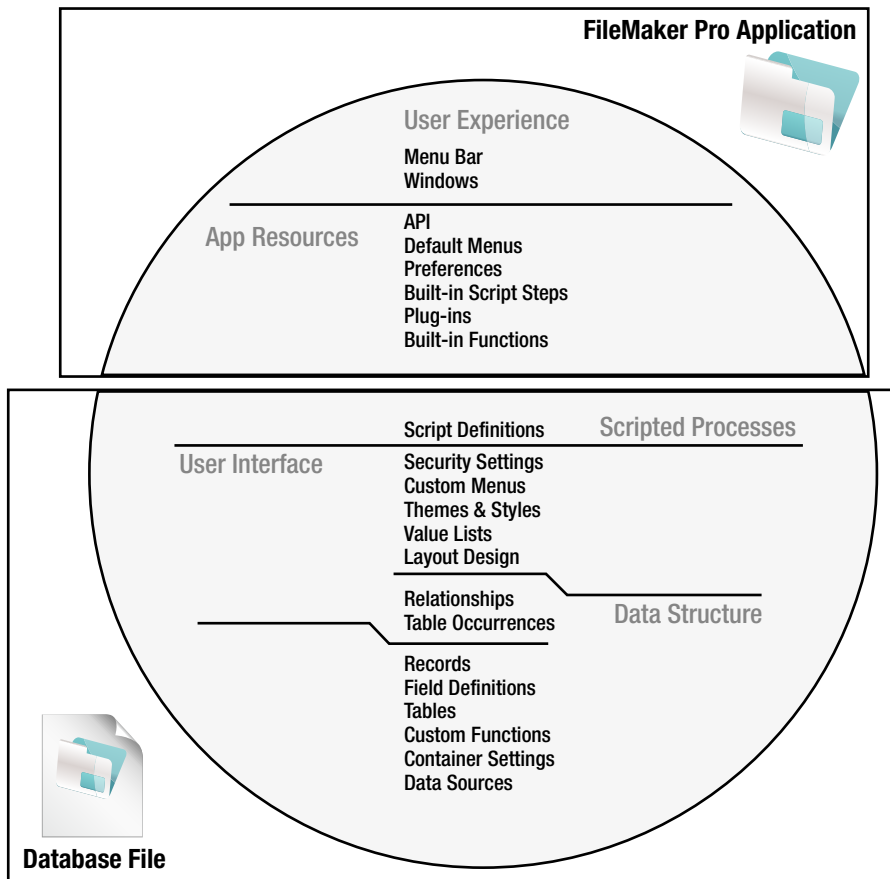 FileMaker Pro Application
User Experience
Menu Bar
Windows
App Resources
API
Default Menus
Preferences
Built-in Script Steps
Plug-ins
Built-in Functions
Script Definitions
Scripted Processes
User Interface
Security Settings
Custom Menus
Themes & Styles
Value Lists
Layout Design
Relationships
Table Occurrences
Data Structure
Records
Field Definitions
Tables
Custom Functions
Container Settings
Data Sources
Database File